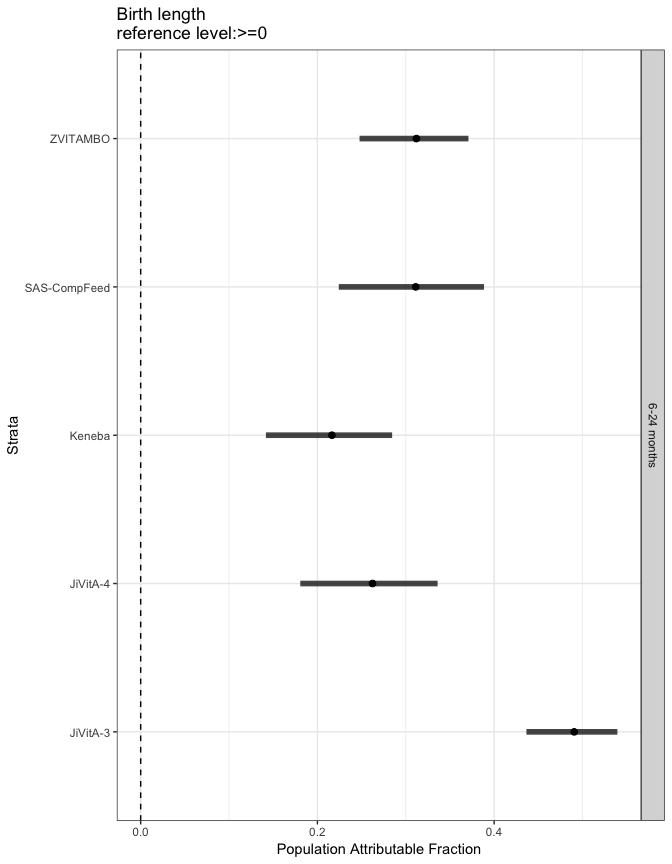 Birth length
reference level:>=0
ZVITAMBO
SAS-CompFeed
Keneba
JiVitA-4
JiVitA-3
Strata
6-24 months
0.0
0.2
0.4
Population Attributable Fraction